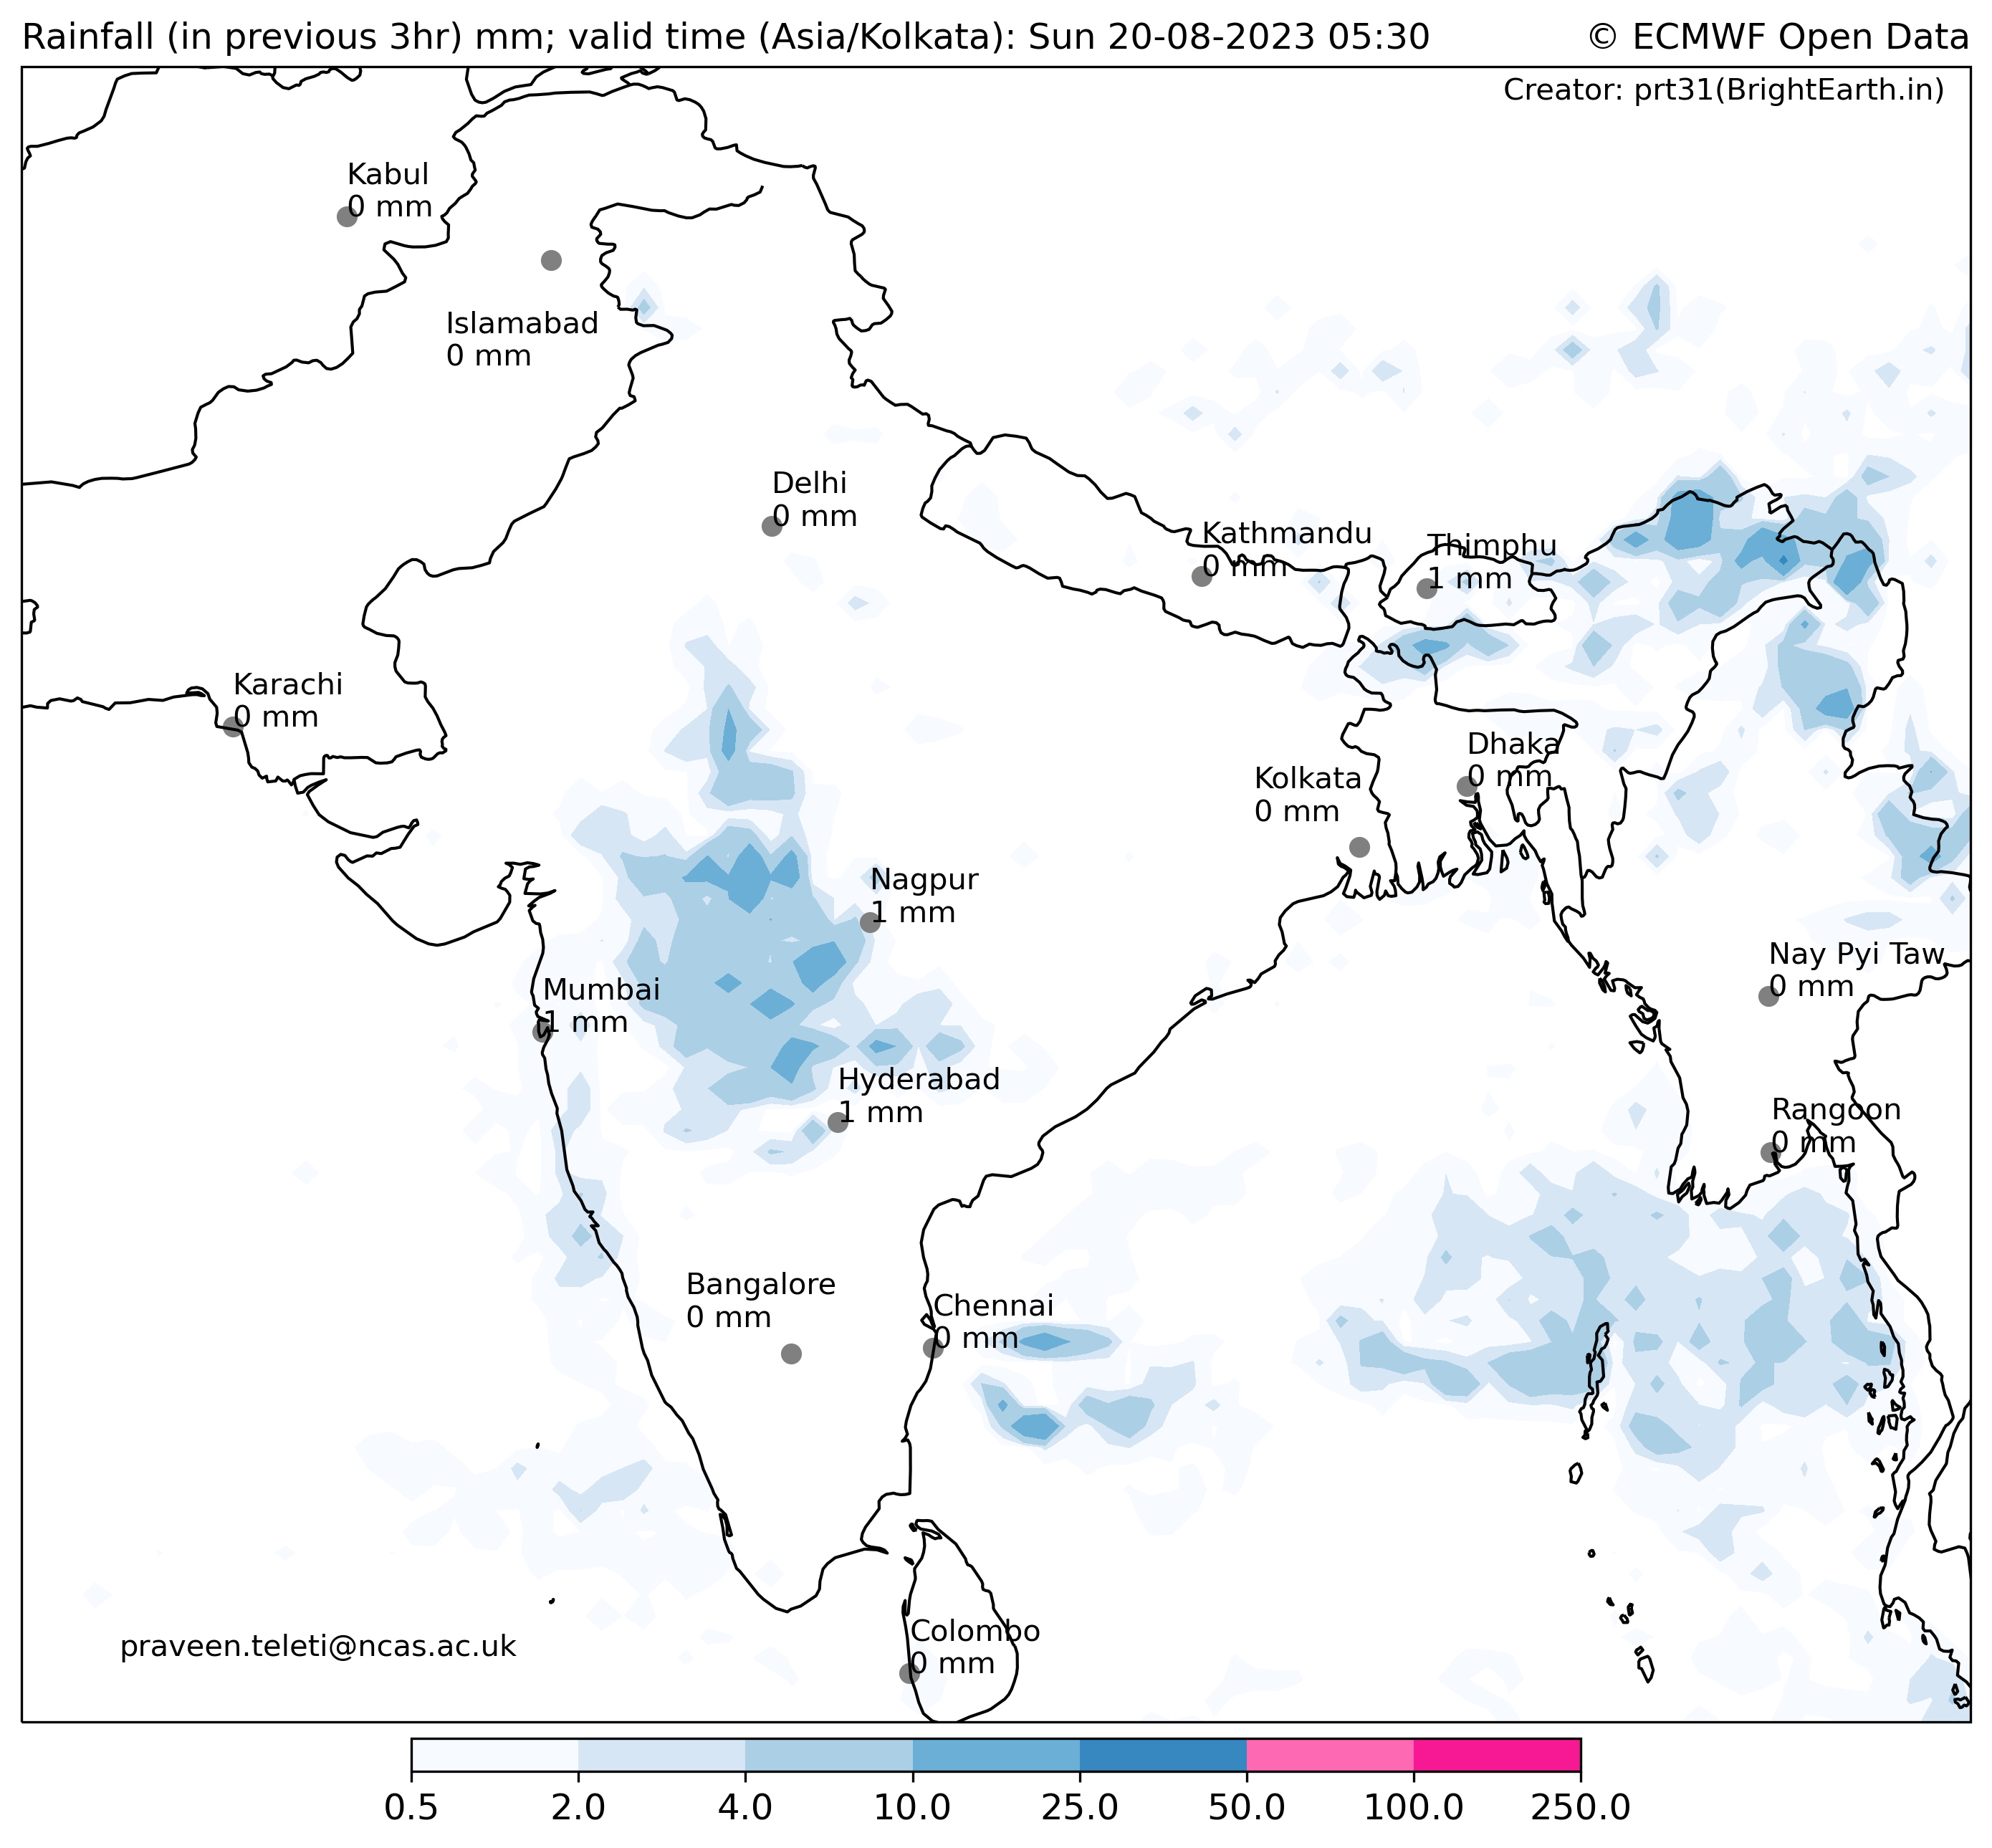 Rainfall (in previous 3hr) mm; valid time (Asia/Kolkata): Sun 20-08-2023 05:30
© ECMWF Open Data
Creator: prt31(BrightEarth.in)
Kabul
0 mm
Islamabad
0 mm
Delhi
0 mm
Kathmandu
0 mm
Thimphu
1 mm
Karachi
0 mm
Dhaka
0 mm
Kolkata
0 mm
Nagpur
1 mm
Nay Pyi Taw
0 mm
Mumbai
1 mm
Hyderabad
1 mm
Rangoon
0 mm
Bangalore
0 mm
Chennai
0 mm
Colombo
0 mm
praveen.teleti@ncas.ac.uk
0.5 2.0 4.0 10.0 25.0 50.0 100.0 250.0